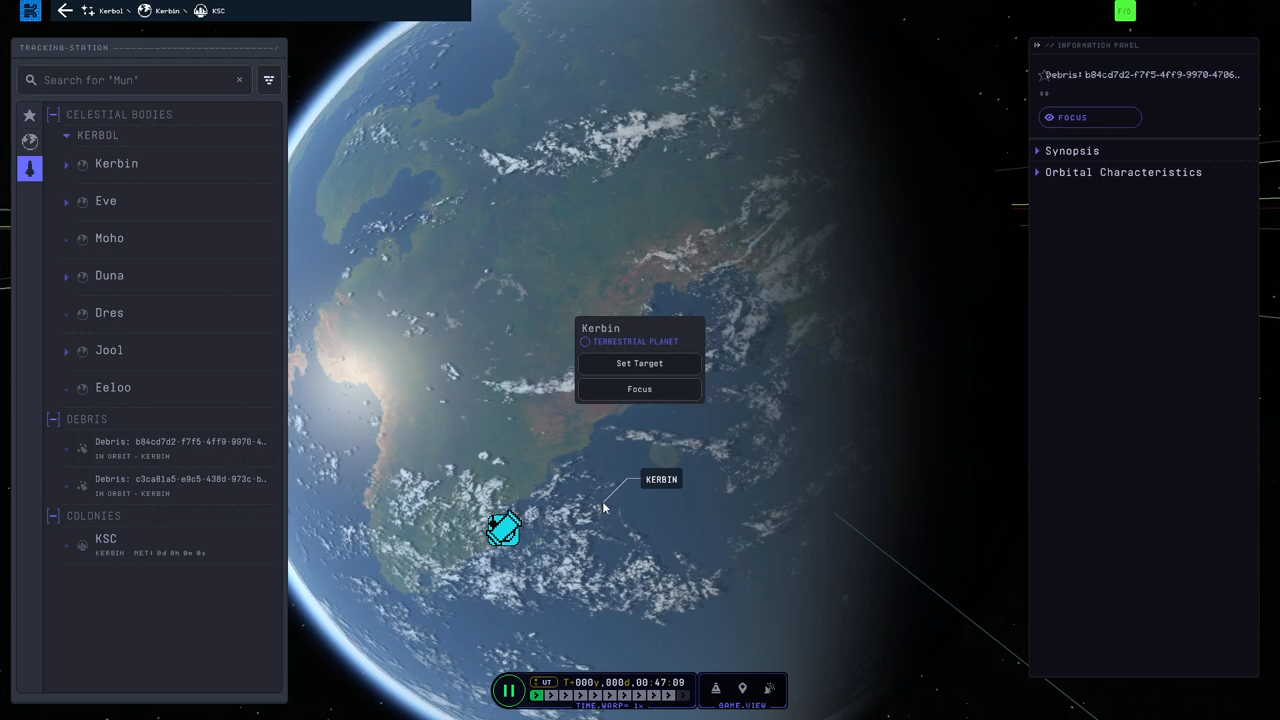 Kerbol \ Kerbin \ KSC
F/O
TRACKING-STATION
Search for "Mun"
CELESTIAL BODIES
KERBOL
Kerbin
Eve
Moho
Duna
Dres
Jool
Eeloo
DEBRIS
Debris: b84cd7d2-f7f5-4ff9-9970-4..
IN ORBIT - KERBIN
Debris: c3ca81a5-e9c5-438d-973c-b..
IN ORBIT - KERBIN
COLONIES
KSC
KERBIN MET: 0d 0h 0m 0s
Kerbin
TERRESTRIAL PLANET
Set Target
Focus
KERBIN
UT T+000y,000d,00:47:09
TIME.WARP= 1x
GAME.VIEW
// INFORMATION PANEL
Debris: b84cd7d2-f7f5-4ff9-9970-4706..
FOCUS
Synopsis
Orbital Characteristics